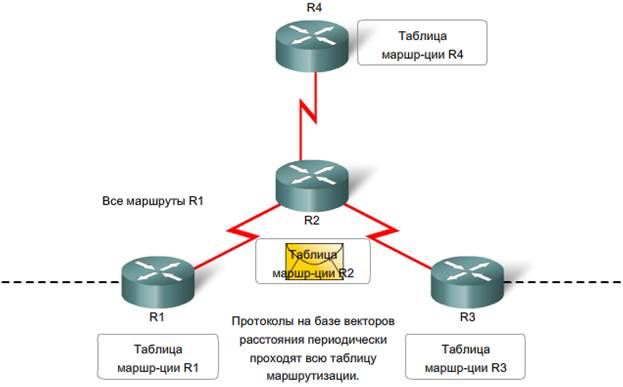 R4
Таблица
маршр-ции R4
Все маршруты R1
R2
Таблица
маршр-ции R2
R1
R3
Таблица
маршр-ции R1
Протоколы на базе векторов
расстояния периодически
проходят всю таблицу
маршрутизации.
Таблица
маршр-ции R3